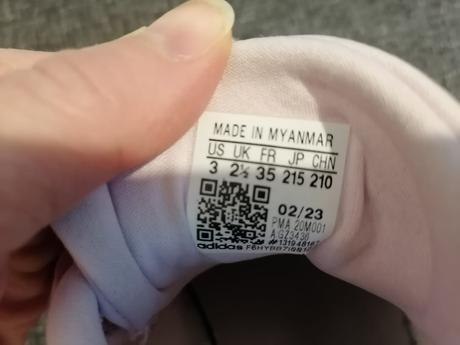 MADE IN MYANMAR
US UK FR JP CHN
3 2½ 35 215 210
02/23
PMA 20M001
adidas